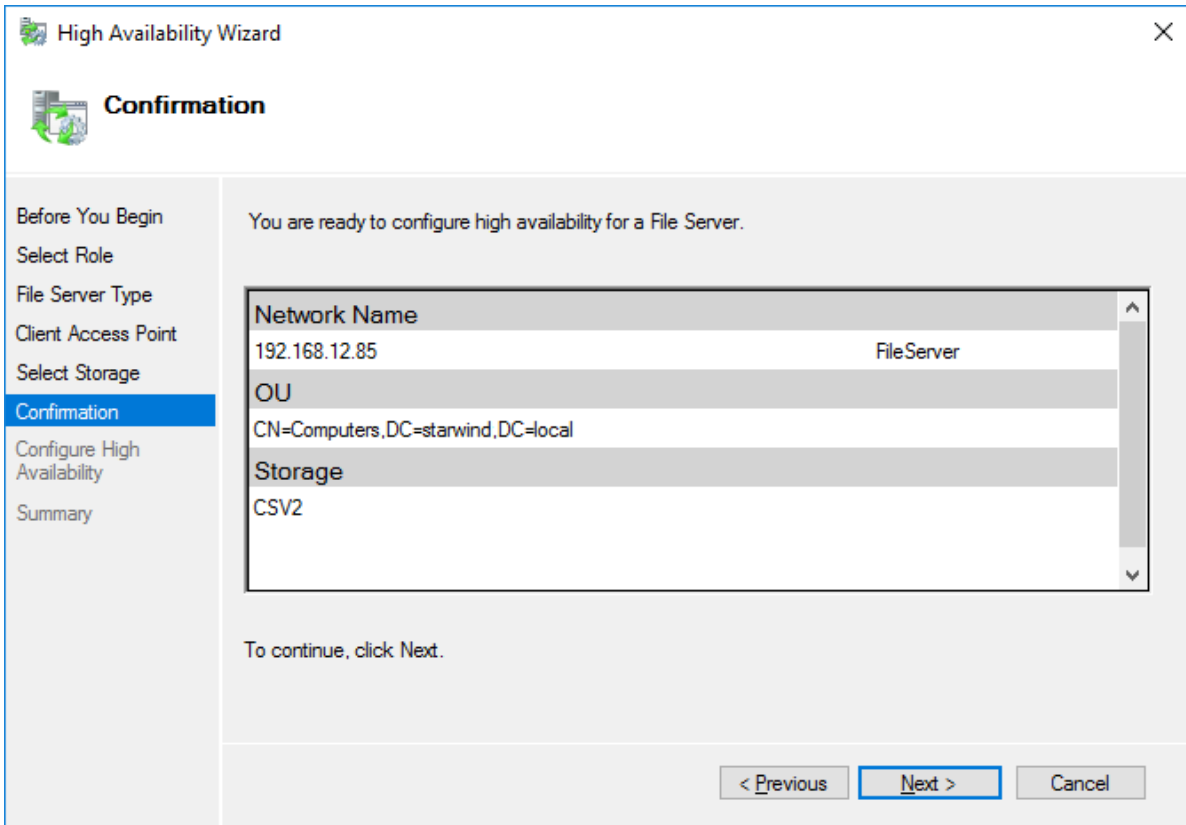 High Availability Wizard
Confirmation
Before You Begin
Select Role
File Server Type
Client Access Point
Select Storage
Confirmation
Configure High
Availability
Summary
You are ready to configure high availability for a File Server.
Network Name
192.168.12.85 FileServer
OU
CN=Computers,DC=starwind,DC=local
Storage
CSV2
To continue, click Next.
< Previous Next > Cancel